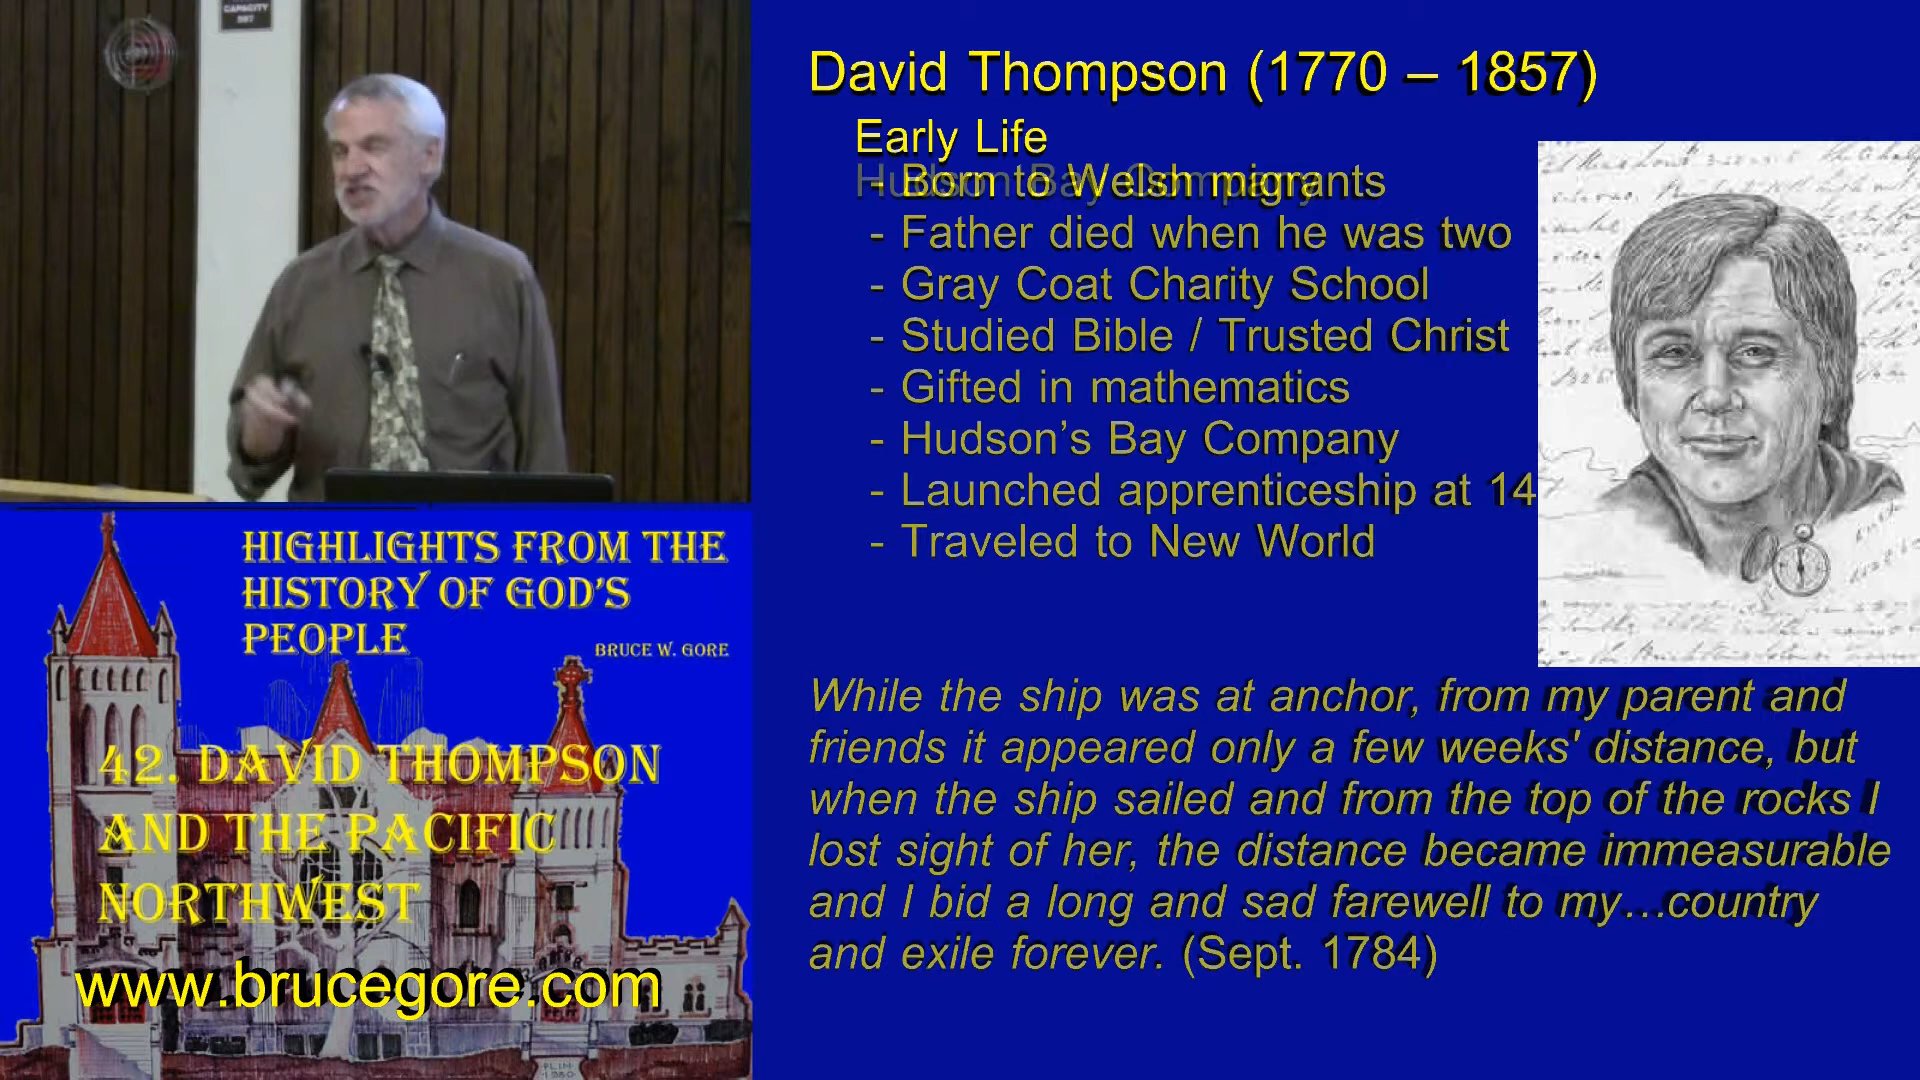 CAPACITY
David Thompson (1770 – 1857)
Early Life
Hudson Bay Company
- Born to Welsh migrants
- Father died when he was two
- Gray Coat Charity School
- Studied Bible / Trusted Christ
- Gifted in mathematics
- Hudson’s Bay Company
- Launched apprenticeship at 14
- Traveled to New World
While the ship was at anchor, from my parent and
friends it appeared only a few weeks' distance, but
when the ship sailed and from the top of the rocks I
lost sight of her, the distance became immeasurable
and I bid a long and sad farewell to my…country
and exile forever. (Sept. 1784)
HIGHLIGHTS FROM THE
HISTORY OF GOD'S
PEOPLE
BRUCE W. GORE
42. DAVID THOMPSON
AND THE PACIFIC
NORTHWEST
www.brucegore.com